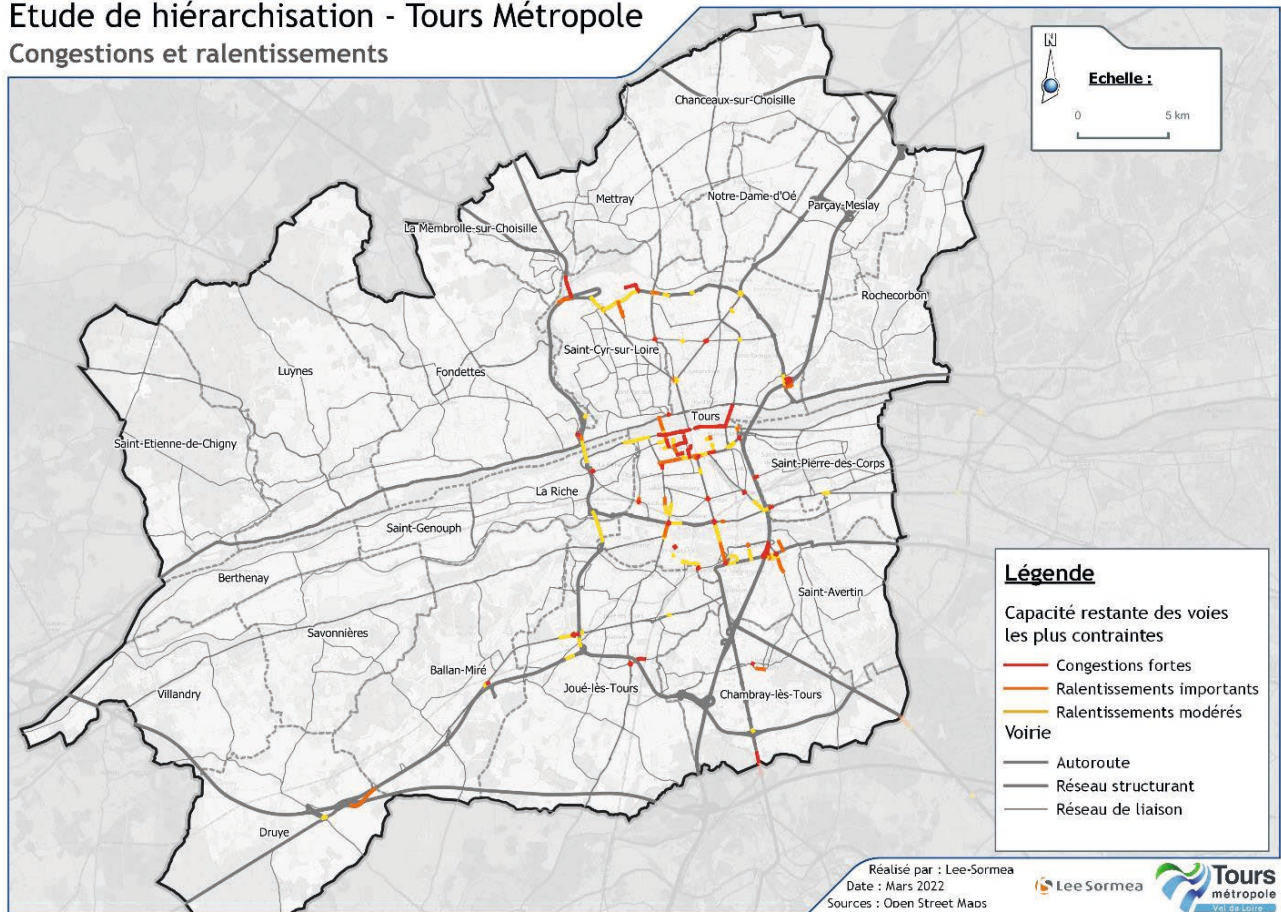 Etude de hiérarchisation - Tours Métropole
Congestions et ralentissements
N
Echelle :
0 5 km
Chanceaux-sur-Choisille
Mettray
Notre-Dame-d'Oé
Parçay-Meslay
La Membrolle-sur-Choisille
Rochecorbon
Saint-Cyr-sur-Loire
Luynes
Fondettes
Tours
Saint-Etienne-de-Chigny
Saint-Pierre-des-Corps
La Riche
Saint-Genouph
Berthenay
Saint-Avertin
Savonnières
Ballan-Miré
Joué-lès-Tours
Chambray-lès-Tours
Villandry
Druye
Légende
Capacité restante des voies
les plus contraintes
Congestions fortes
Ralentissements importants
Ralentissements modérés
Voirie
Autoroute
Réseau structurant
Réseau de liaison
Réalisé par : Lee-Sormea
Date : Mars 2022
Sources : Open Street Maps
Lee Sormea
Tours
métropole
Val de Loire